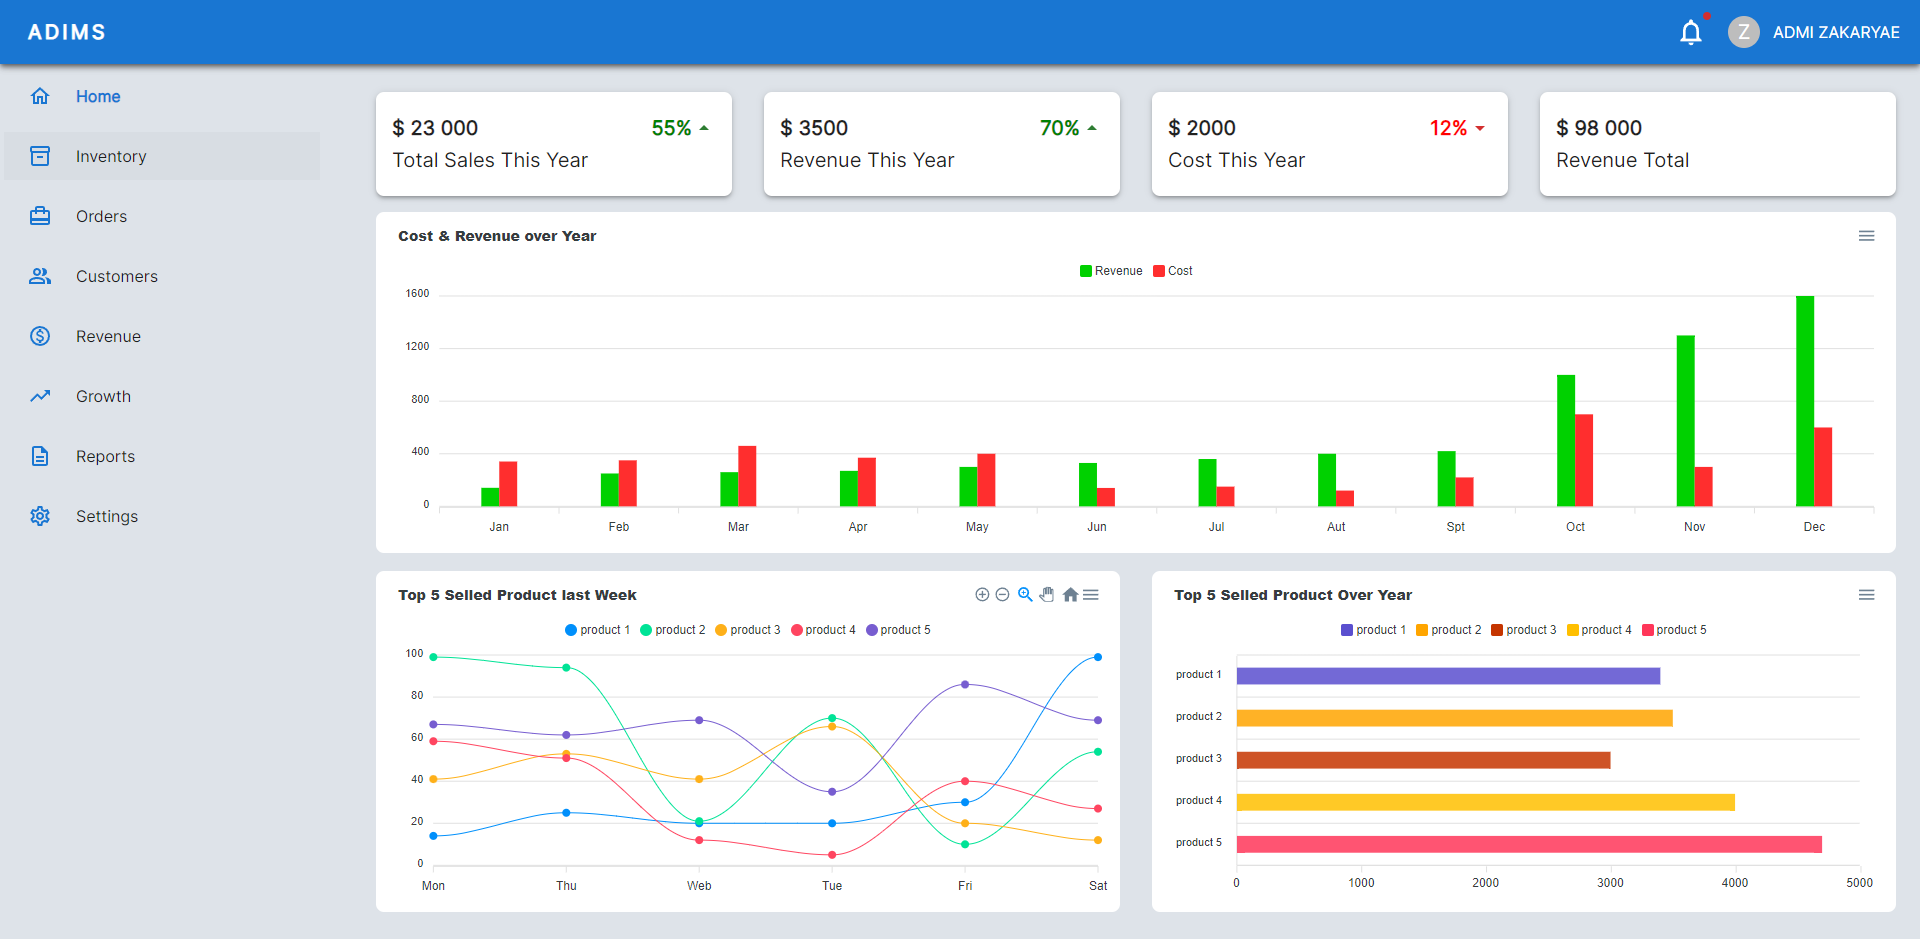 ADIMS
Z ADMI ZAKARYAE
Home
Inventory
Orders
Customers
Revenue
Growth
Reports
Settings
$ 23 000 55%
Total Sales This Year
$ 3500 70%
Revenue This Year
$ 2000 12%
Cost This Year
$ 98 000
Revenue Total
Cost & Revenue over Year
Revenue Cost
1600
1200
800
400
0
Jan Feb Mar Apr May Jun Jul Aut Spt Oct Nov Dec
Top 5 Selled Product last Week
product 1 product 2 product 3 product 4 product 5
100
80
60
40
20
0
Mon Thu Web Tue Fri Sat
Top 5 Selled Product Over Year
product 1 product 2 product 3 product 4 product 5
product 1
product 2
product 3
product 4
product 5
0 1000 2000 3000 4000 5000